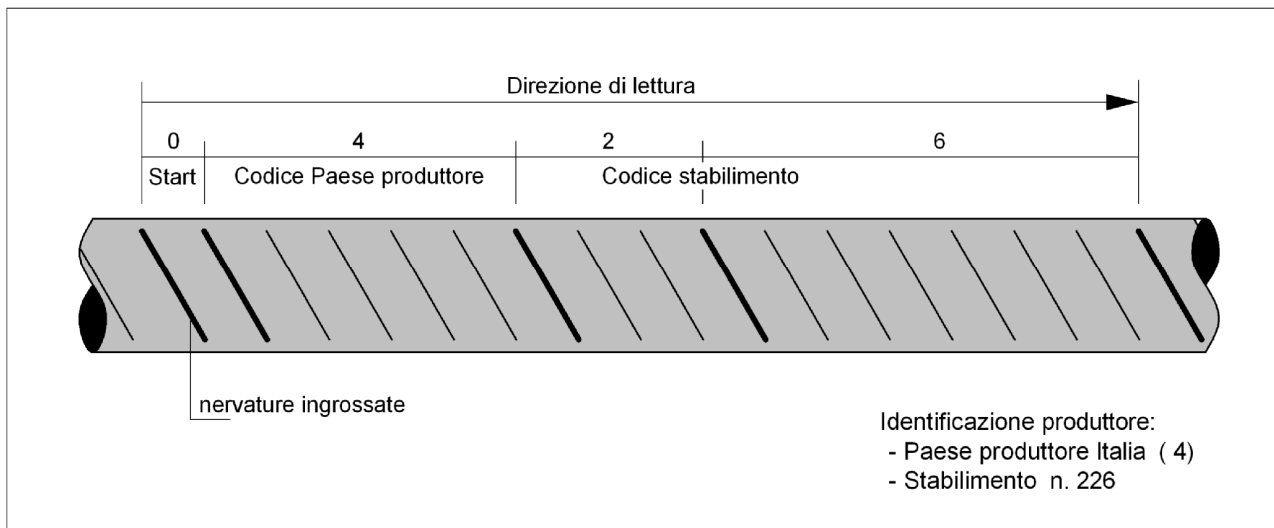 Direzione di lettura
0 4 2 6
Start Codice Paese produttore Codice stabilimento
nervature ingrossate
Identificazione produttore:
- Paese produttore Italia ( 4)
- Stabilimento n. 226